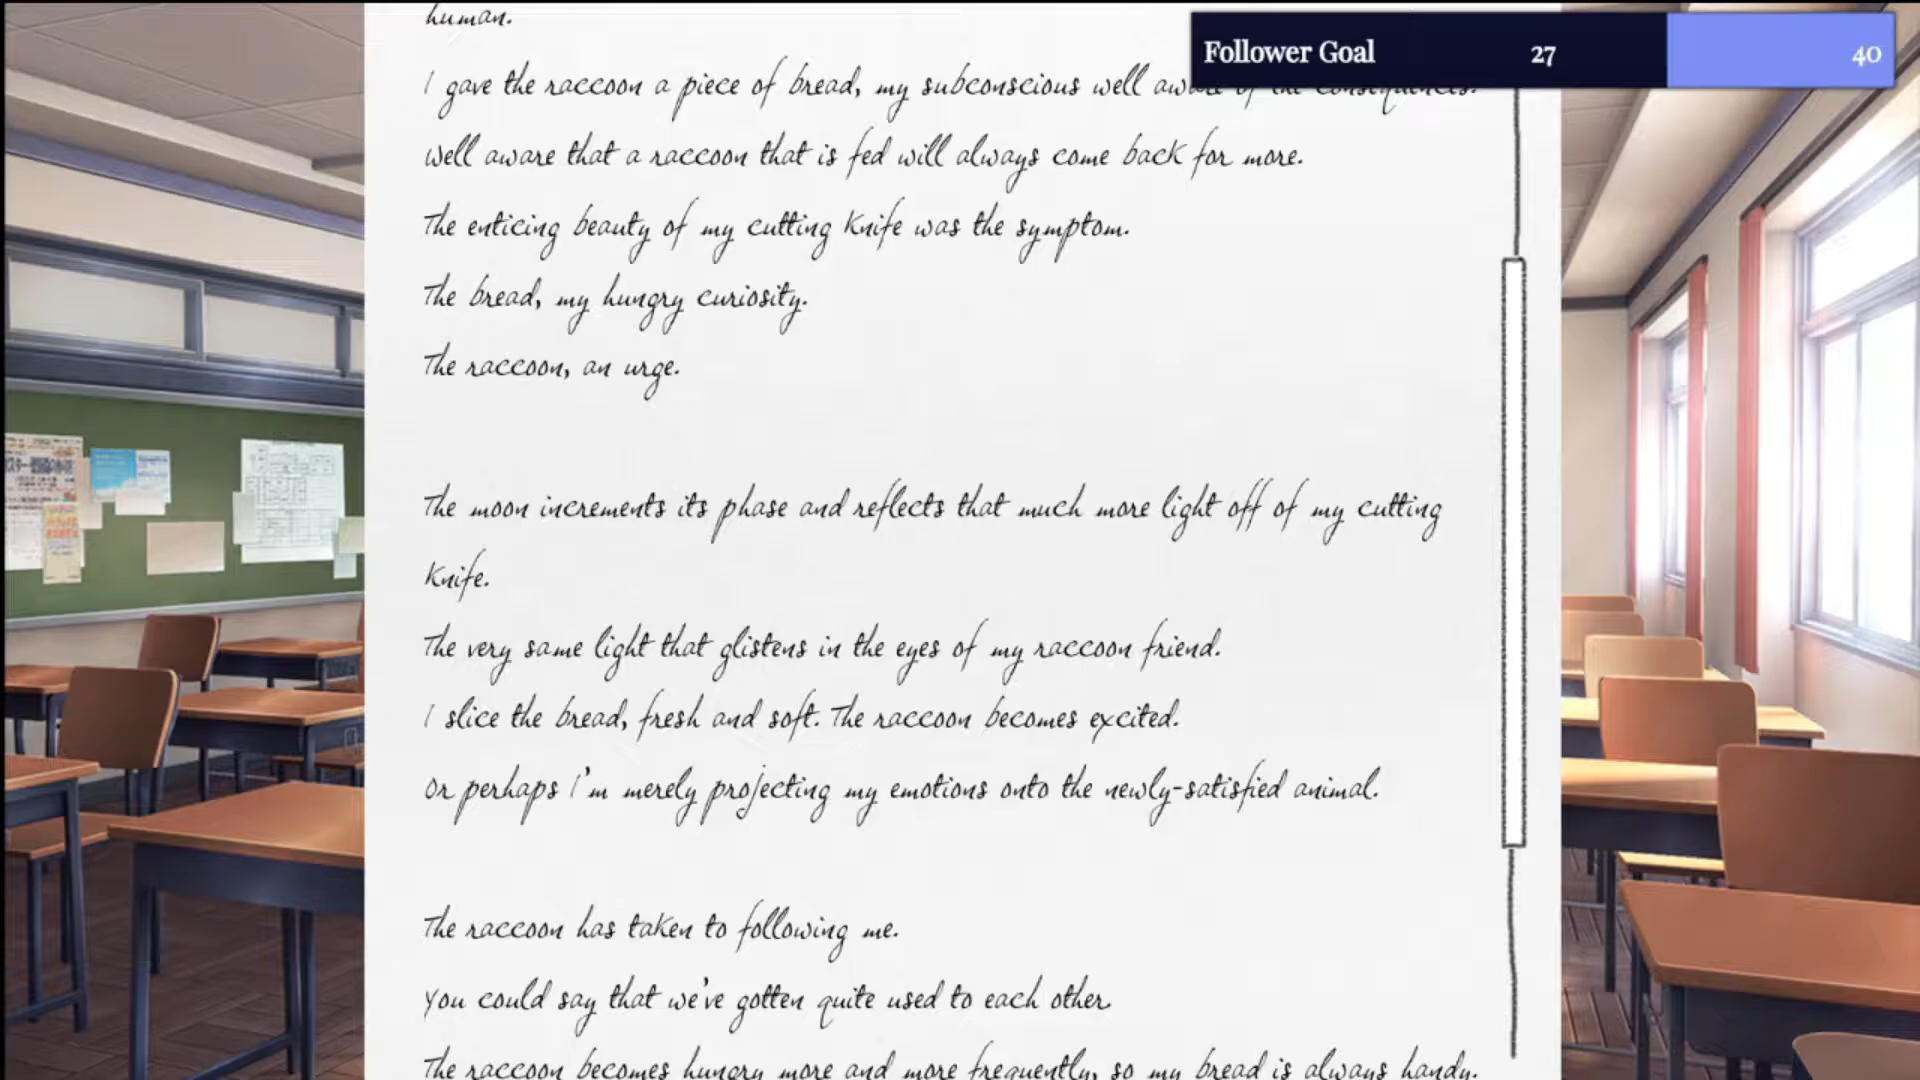 human.
Follower Goal 27 40
I gave the raccoon a piece of bread, my subconscious well aware of the consequences.
Well aware that a raccoon that is fed will always come back for more.
The enticing beauty of my cutting knife was the symptom.
The bread, my hungry curiosity.
The raccoon, an urge.
The moon increments its phase and reflects that much more light off of my cutting
knife.
The very same light that glistens in the eyes of my raccoon friend.
I slice the bread, fresh and soft. The raccoon becomes excited.
Or perhaps I'm merely projecting my emotions onto the newly-satisfied animal.
The raccoon has taken to following me.
You could say that we've gotten quite used to each other.
The raccoon becomes hungry more and more frequently, so my bread is always handy.